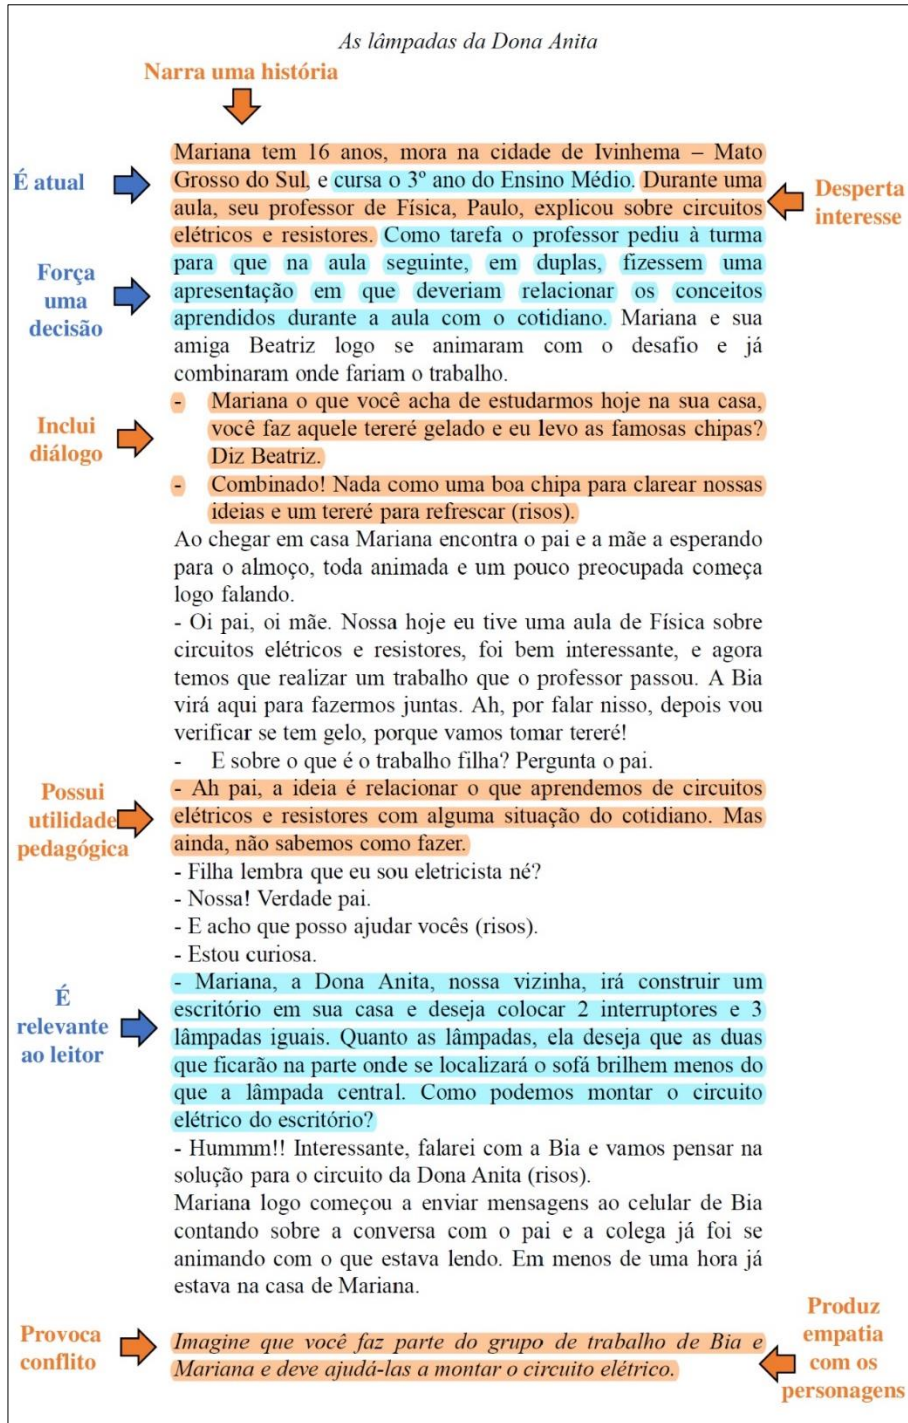 As lâmpadas da Dona Anita
Narra uma história
Mariana tem 16 anos, mora na cidade de Ivinhema – Mato
Grosso do Sul, e cursa o 3º ano do Ensino Médio. Durante uma
aula, seu professor de Física, Paulo, explicou sobre circuitos
elétricos e resistores. Como tarefa o professor pediu à turma
para que na aula seguinte, em duplas, fizessem uma
apresentação em que deveriam relacionar os conceitos
aprendidos durante a aula com o cotidiano. Mariana e sua
amiga Beatriz logo se animaram com o desafio e já
combinaram onde fariam o trabalho.
É atual
Desperta
interesse
Força
uma
decisão
- Mariana o que você acha de estudarmos hoje na sua casa,
você faz aquele tereré gelado e eu levo as famosas chipas?
Diz Beatriz.
- Combinado! Nada como uma boa chipa para clarear nossas
ideias e um tereré para refrescar (risos).
Inclui
diálogo
Ao chegar em casa Mariana encontra o pai e a mãe a esperando
para o almoço, toda animada e um pouco preocupada começa
logo falando.
- Oi pai, oi mãe. Nossa hoje eu tive uma aula de Física sobre
circuitos elétricos e resistores, foi bem interessante, e agora
temos que realizar um trabalho que o professor passou. A Bia
virá aqui para fazermos juntas. Ah, por falar nisso, depois vou
verificar se tem gelo, porque vamos tomar tereré!
- E sobre o que é o trabalho filha? Pergunta o pai.
- Ah pai, a ideia é relacionar o que aprendemos de circuitos
elétricos e resistores com alguma situação do cotidiano. Mas
ainda, não sabemos como fazer.
Possui
utilidade
pedagógica
- Filha lembra que eu sou eletricista né?
- Nossa! Verdade pai.
- E acho que posso ajudar vocês (risos).
- Estou curiosa.
- Mariana, a Dona Anita, nossa vizinha, irá construir um
escritório em sua casa e deseja colocar 2 interruptores e 3
lâmpadas iguais. Quanto as lâmpadas, ela deseja que as duas
que ficarão na parte onde se localizará o sofá brilhem menos do
que a lâmpada central. Como podemos montar o circuito
elétrico do escritório?
É
relevante
ao leitor
- Hummm!! Interessante, falarei com a Bia e vamos pensar na
solução para o circuito da Dona Anita (risos).
Mariana logo começou a enviar mensagens ao celular de Bia
contando sobre a conversa com o pai e a colega já foi se
animando com o que estava lendo. Em menos de uma hora já
estava na casa de Mariana.
Provoca
conflito
Imagine que você faz parte do grupo de trabalho de Bia e
Mariana e deve ajudá-las a montar o circuito elétrico.
Produz
empatia
com os
personagens